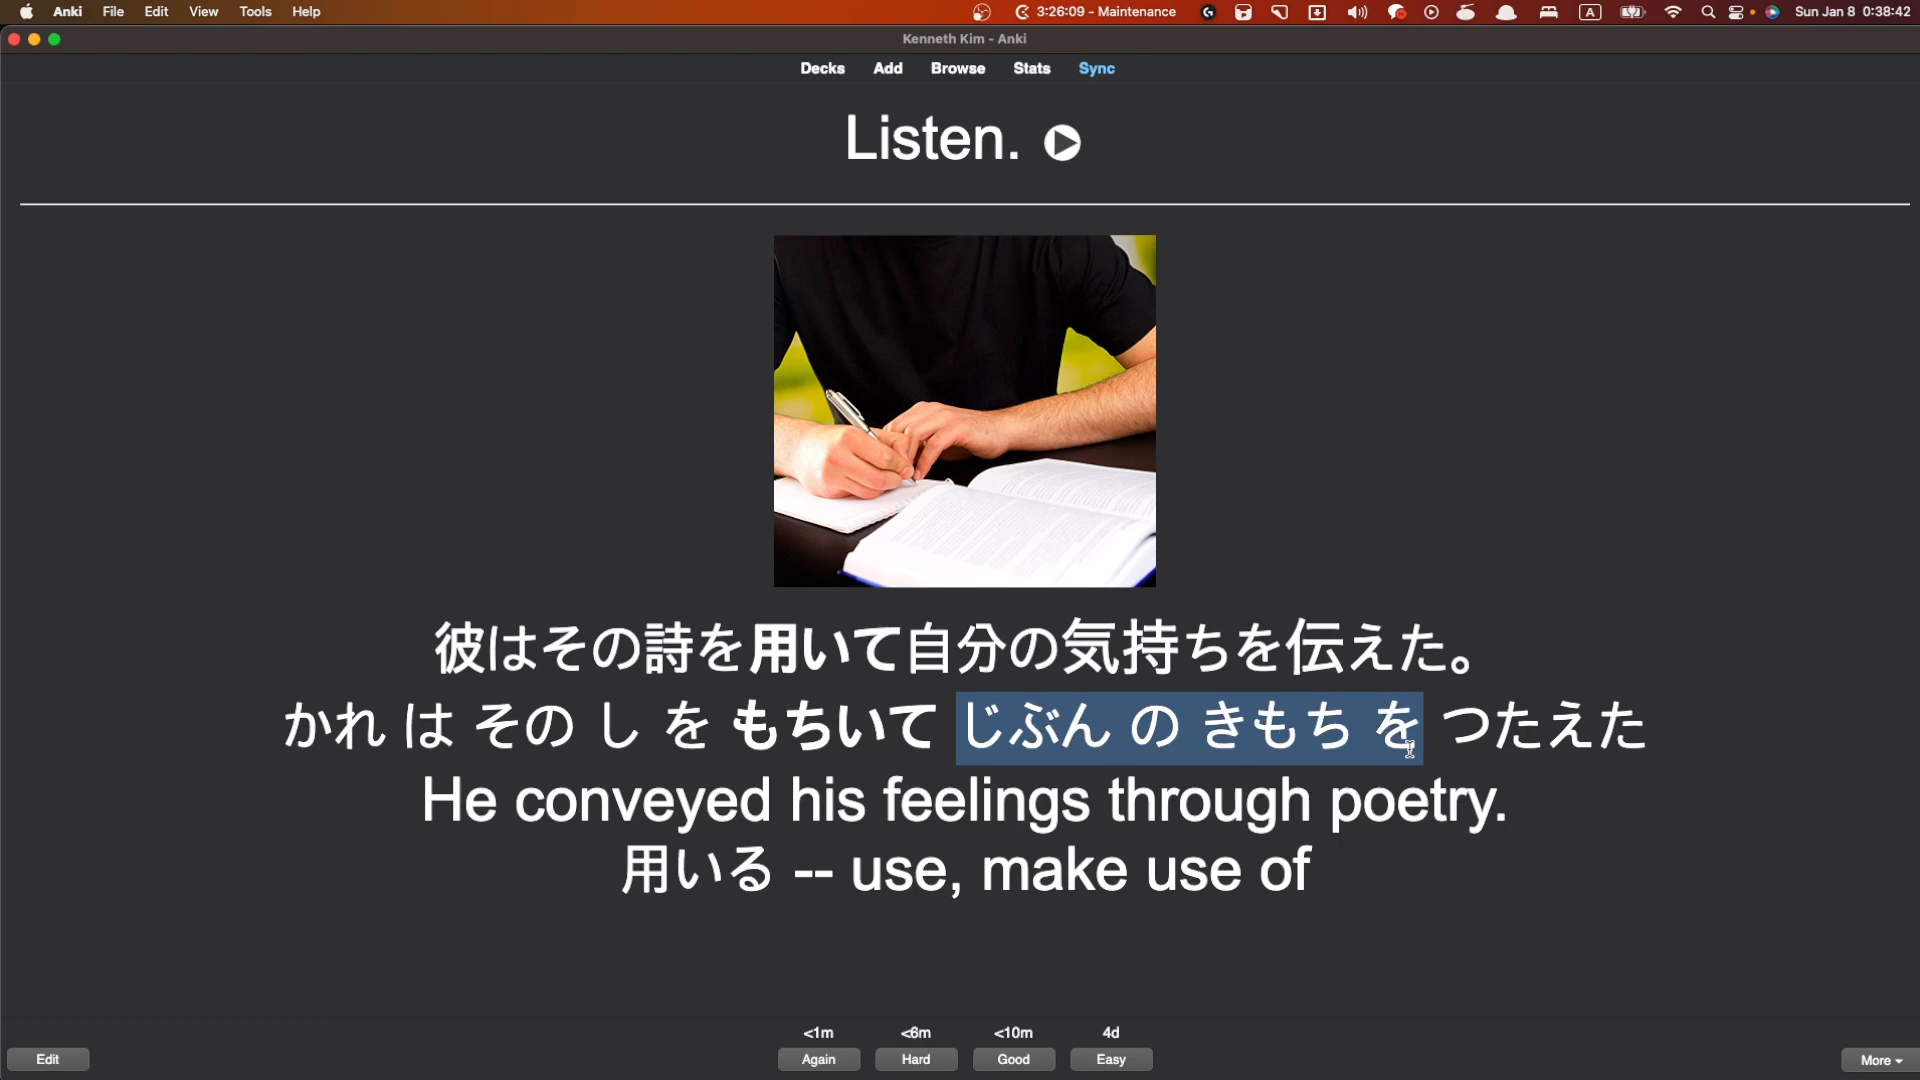 Anki File Edit View Tools Help 3:26:09 - Maintenance A Sun Jan 8 0:38:42
Kenneth Kim - Anki
Decks Add Browse Stats Sync
Listen.
彼はその詩を用いて自分の気持ちを伝えた。
かれ は その し を もちいて じぶん の きもち を つたえた
He conveyed his feelings through poetry.
用いる -- use, make use of
<1m <6m <10m 4d
Edit Again Hard Good Easy More